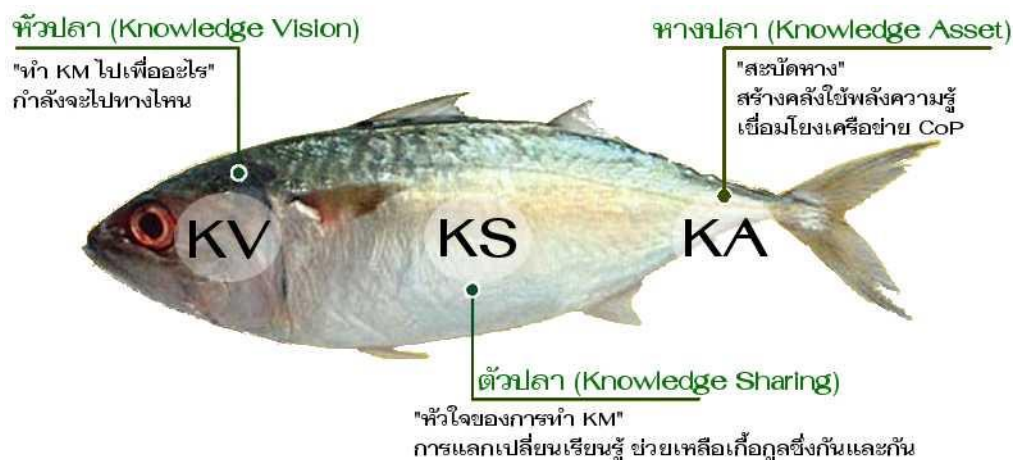 หัวปลา (Knowledge Vision)
"ทำ KM ไปเพื่ออะไร"
กำลังจะไปทางไหน
หางปลา (Knowledge Asset)
"สะบัดหาง"
สร้างคลังใช้พลังความรู้
เชื่อมโยงเครือข่าย CoP
KV
KS
KA
ตัวปลา (Knowledge Sharing)
"หัวใจของการทำ KM"
การแลกเปลี่ยนเรียนรู้ ช่วยเหลือเกื้อกูลซึ่งกันและกัน